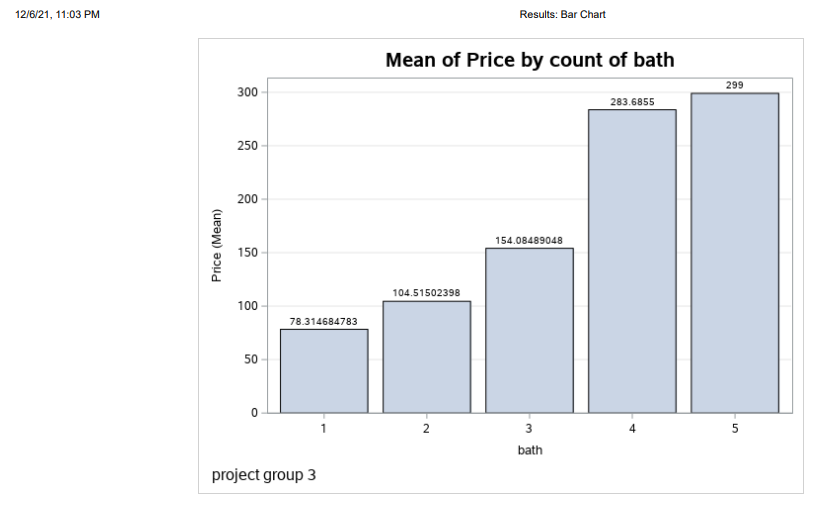 12/6/21, 11:03 PM Results: Bar Chart
Mean of Price by count of bath
300
250
200
150
100
50
0
Price (Mean)
78.314684783
104.51502398
154.08489048
283.6855
299
1 2 3 4 5
bath
project group 3